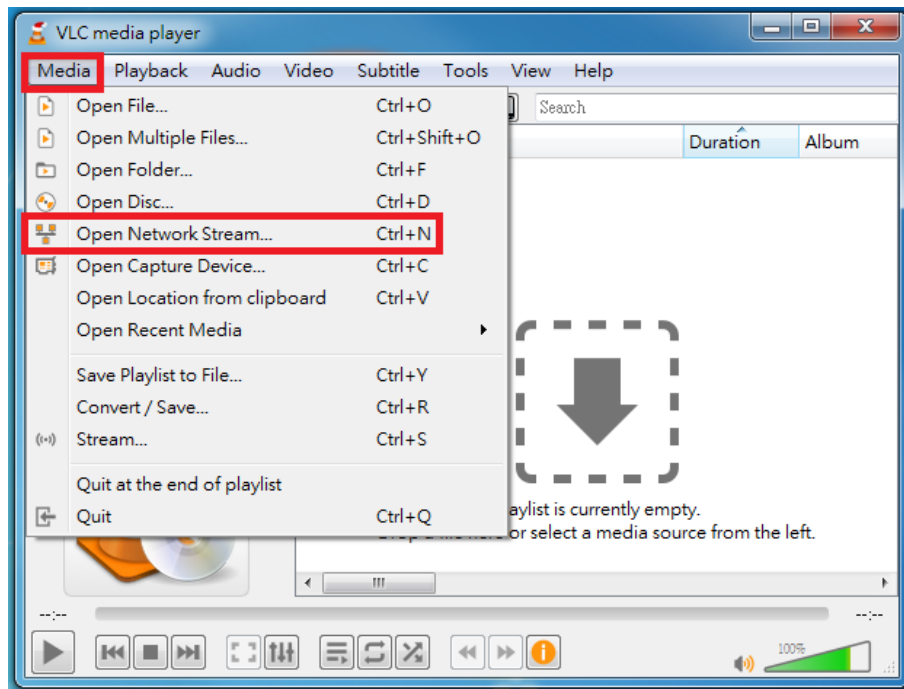 VLC media player
Media Playback Audio Video Subtitle Tools View Help
Open File... Ctrl+O
Search
Open Multiple Files... Ctrl+Shift+O
Duration Album
Open Folder... Ctrl+F
Open Disc... Ctrl+D
Open Network Stream... Ctrl+N
Open Capture Device... Ctrl+C
Open Location from clipboard Ctrl+V
Open Recent Media
Save Playlist to File... Ctrl+Y
Convert / Save... Ctrl+R
Stream... Ctrl+S
Quit at the end of playlist
Quit Ctrl+Q
aylist is currently empty.
or select a media source from the left.
--:-- --:--
100%